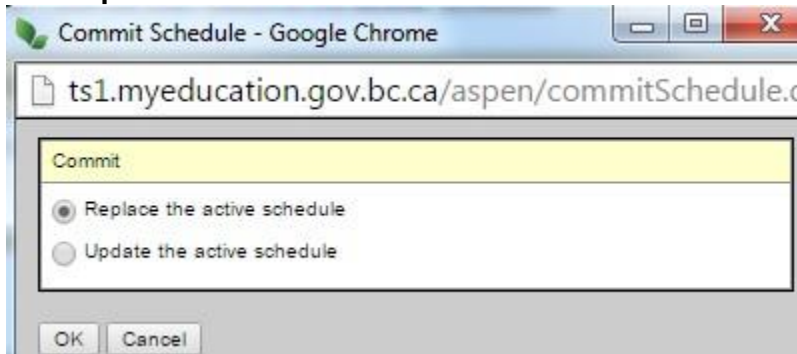 Commit Schedule - Google Chrome
ts1.myeducation.gov.bc.ca/aspen/commitSchedule.
Commit
Replace the active schedule
Update the active schedule
OK Cancel